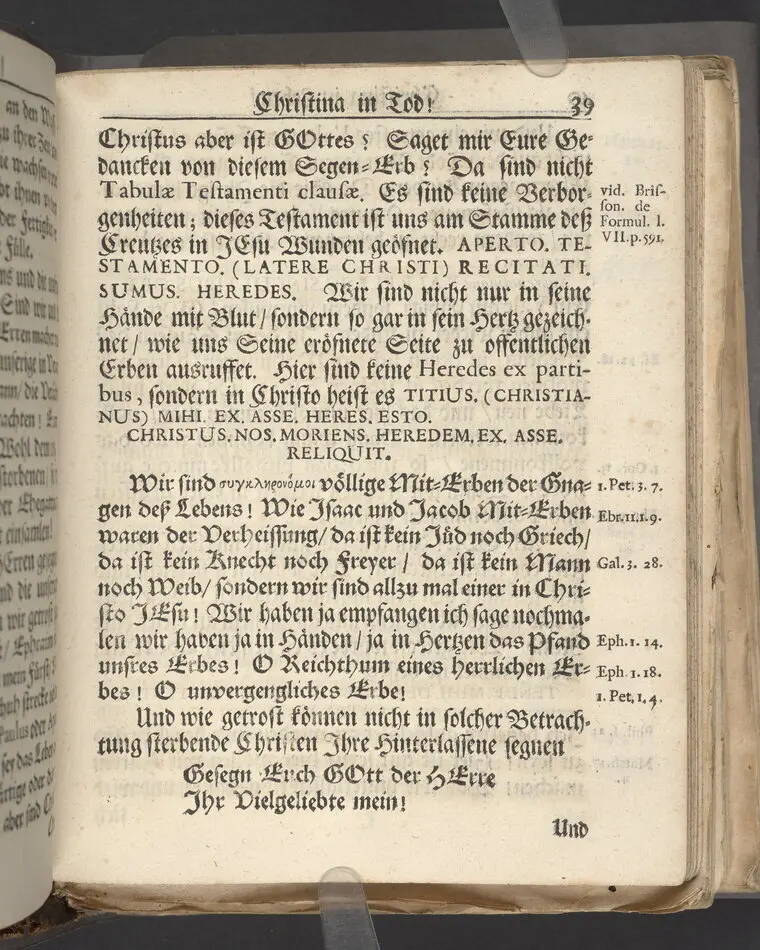 an den
zu ihrer
Fülle.
Christina in Tod!
39
Christus aber ist GOttes? Saget mir Eure Ge-
dancken von diesem Segen-Erb? Da sind nicht
Tabulæ Testamenti clausæ. Es sind keine Verbor-
genheiten; dieses Testament ist uns am Stamme deß
Creutzes in JEsu Wunden geöfnet. APERTO. TE-
STAMENTO. (LATERE CHRISTI) RECITATI.
SUMUS. HEREDES. Wir sind nicht nur in seine
Hände mit Blut/ sondern so gar in sein Hertz gezeich-
net/ wie uns Seine eröfnete Seite zu offentlichen
Erben ausruffet. Hier sind keine Heredes ex parti-
bus, sondern in Christo heist es TITIUS. (CHRISTIA-
NUS) MIHI. EX. ASSE. HERES. ESTO.
CHRISTUS. NOS. MORIENS. HEREDEM. EX. ASSE.
RELIQUIT.
Wir sind συγκληρονόμοι völlige Mit-Erben der Gna-
gen deß Lebens! Wie Isaac und Jacob Mit-Erben
waren der Verheissung/ da ist kein Jüd noch Griech/
da ist kein Knecht noch Freyer/ da ist kein Mann
noch Weib/ sondern wir sind allzu mal einer in Chri-
sto JEsu! Wir haben ja empfangen ich sage nochma-
len wir haben ja in Händen/ ja in Hertzen das Pfand
unsres Erbes! O Reichthum eines herrlichen Er-
bes! O unvergengliches Erbe!
Und wie getrost können nicht in solcher Betrach-
tung sterbende Christen Ihre Hinterlassene segnen
Gesegn Euch GOtt der HErre
Ihr Vielgeliebte mein!
Und
vid. Bris-
son. de
Formul. l.
VII. p. 591.
1. Pet. 3. 7.
Ebr. 11. 1. 9.
Gal. 3. 28.
Eph. 1. 14.
Eph. 1. 18.
1. Pet, 1, 4.